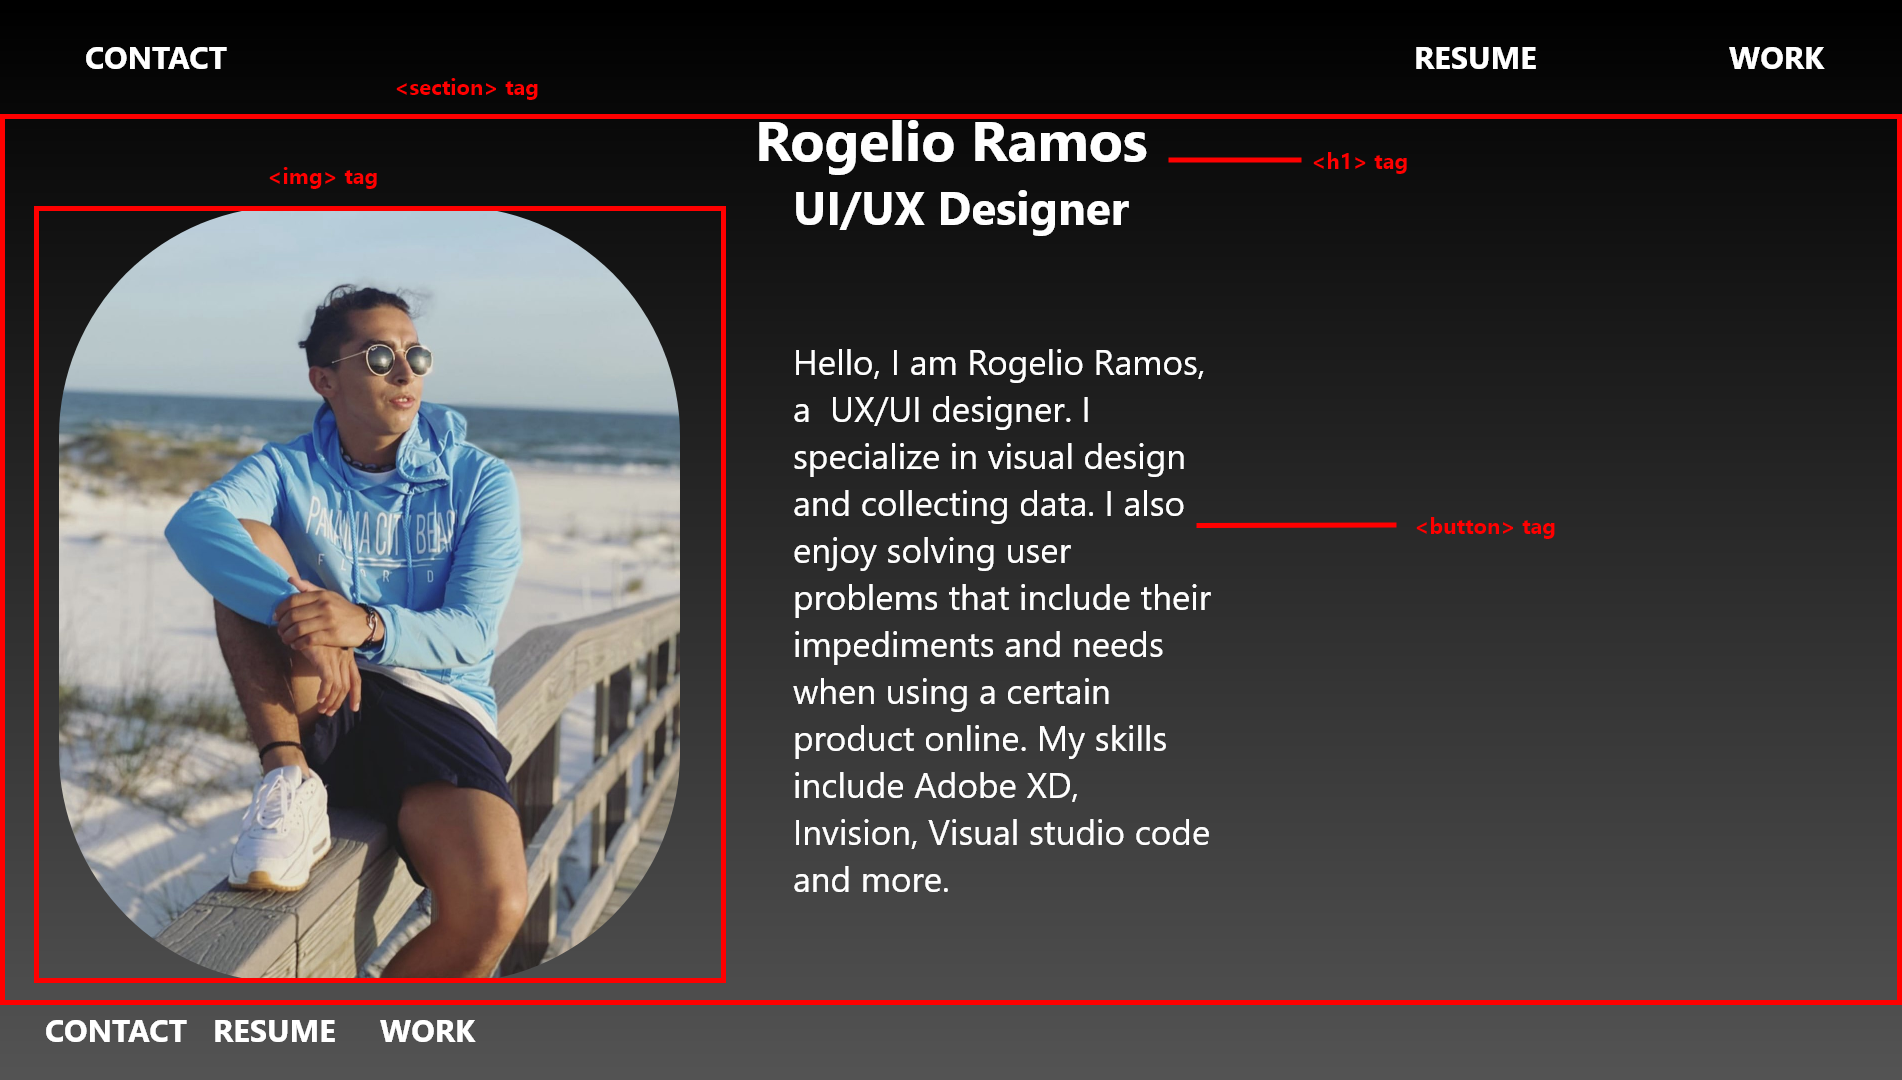 CONTACT RESUME WORK
<section> tag
Rogelio Ramos
<h1> tag
<img> tag
UI/UX Designer
PANAMA CITY BEAC
F L O R D
Hello, I am Rogelio Ramos,
a  UX/UI designer. I
specialize in visual design
and collecting data. I also
<button> tag
enjoy solving user
problems that include their
impediments and needs
when using a certain
product online. My skills
include Adobe XD,
Invision, Visual studio code
and more.
CONTACT RESUME WORK